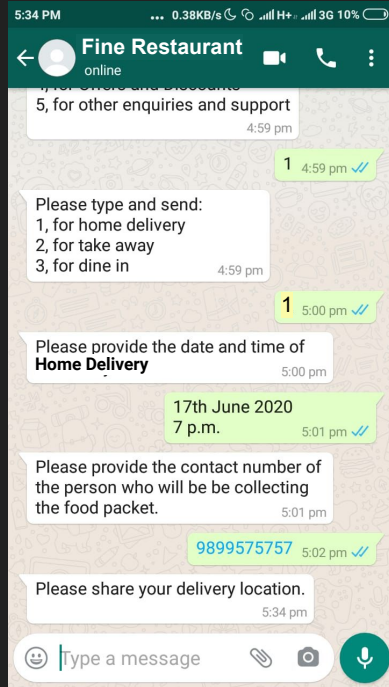 5:34 PM ... 0.38KB/s H+ 3G 10%
Fine Restaurant
online
4, for Offers and Discounts
5, for other enquiries and support
4:59 pm
1 4:59 pm
Please type and send:
1, for home delivery
2, for take away
3, for dine in
4:59 pm
1 5:00 pm
Please provide the date and time of
Home Delivery
5:00 pm
17th June 2020
7 p.m.
5:01 pm
Please provide the contact number of
the person who will be be collecting
the food packet.
5:01 pm
9899575757 5:02 pm
Please share your delivery location.
5:34 pm
Type a message